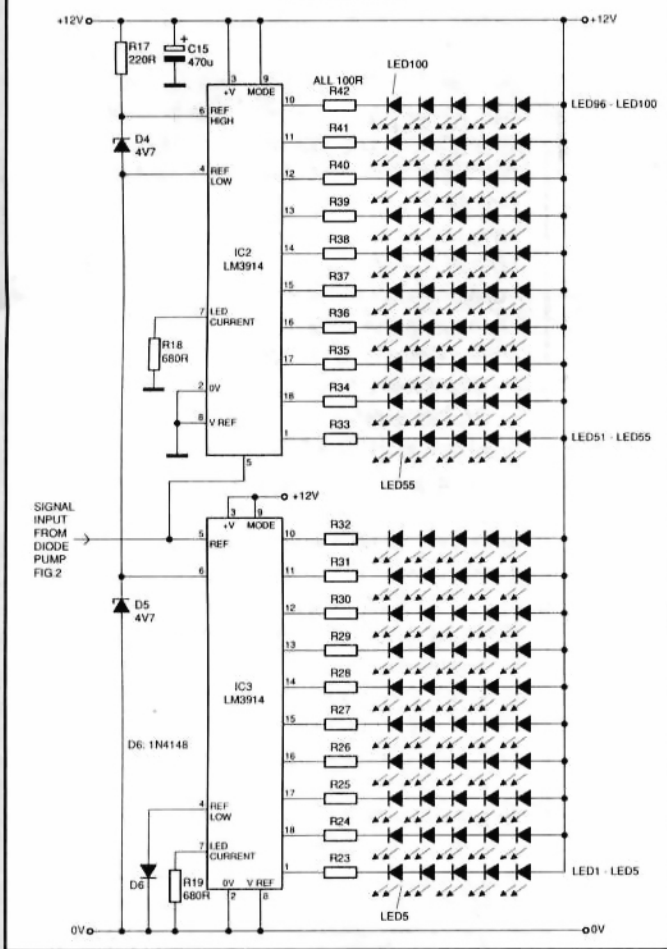 +12V
+12V
R17
220R
+
C15
470u
3
9
+V
MODE
LED100
ALL 100R
R42
6
REF
HIGH
10
LED96 - LED100
D4
4V7
R41
11
4
REF
LOW
R40
12
R39
13
IC2
LM3914
R38
14
R37
15
7
LED
CURRENT
R36
16
R18
680R
R35
17
2
0V
R34
18
8
V REF
R33
1
LED51 - LED55
5
LED55
SIGNAL
INPUT
FROM
DIODE
PUMP
FIG 2
+12V
3
9
+V
MODE
5
REF
R32
10
6
R31
11
D5
4V7
R30
12
R29
13
IC3
LM3914
R28
14
R27
15
D6: 1N4148
R26
16
R25
17
4
REF
LOW
R24
18
7
LED
CURRENT
R23
1
LED1 - LED5
D6
R19
680R
0V
V REF
2
8
LED5
0V
0V